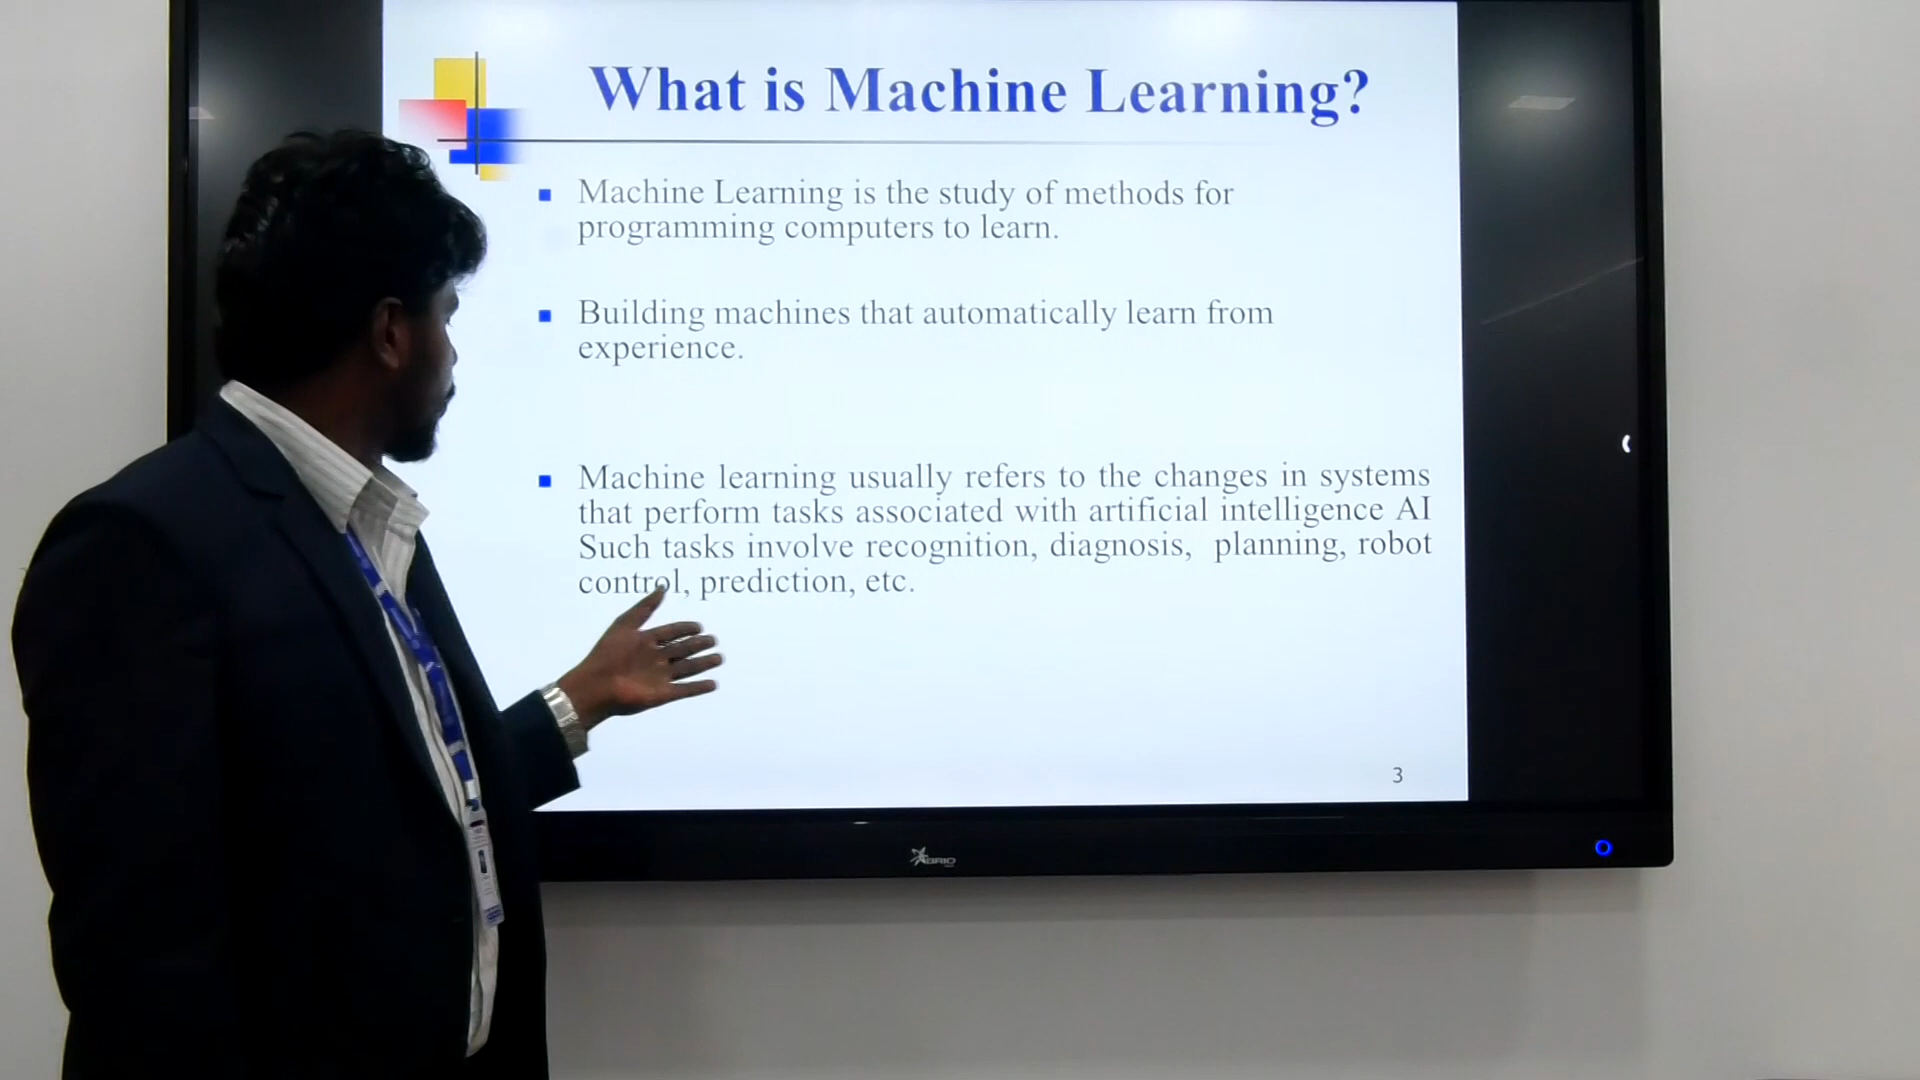 What is Machine Learning?
Machine Learning is the study of methods for
programming computers to learn.
Building machines that automatically learn from
experience.
Machine learning usually refers to the changes in systems
that perform tasks associated with artificial intelligence AI
Such tasks involve recognition, diagnosis, planning, robot
control, prediction, etc.
3
BRIO